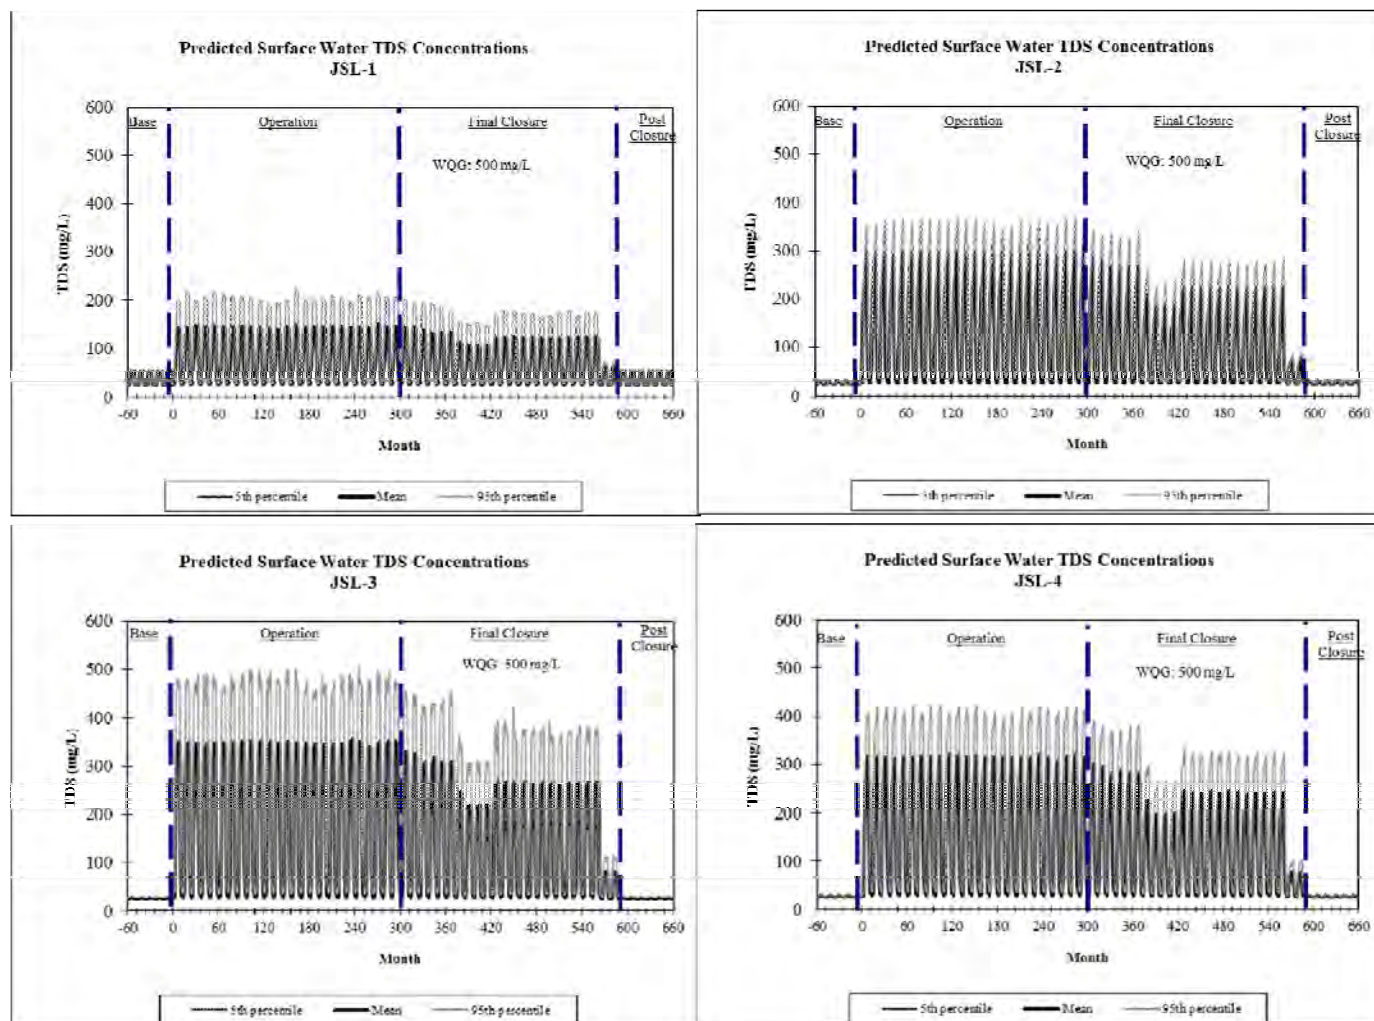 Predicted Surface Water TDS Concentrations
JSL-1
600
500
400
300
200
100
0
TDS (mg/L)
Base
Operation
Final Closure
Post
Closure
WQG: 500 mg/L
-60 0 60 120 180 240 300 360 420 480 540 600 660
Month
5th percentile Mean 95th percentile
Predicted Surface Water TDS Concentrations
JSL-2
600
500
400
300
200
100
0
TDS (mg/L)
Base
Operation
Final Closure
Post
Closure
WQG: 500 mg/L
-60 0 60 120 180 240 300 360 420 480 540 600 660
Month
5th percentile Mean 95th percentile
Predicted Surface Water TDS Concentrations
JSL-3
600
500
400
300
200
100
0
TDS (mg/L)
Base
Operation
Final Closure
Post
Closure
WQG: 500 mg/L
-60 0 60 120 180 240 300 360 420 480 540 600 660
Month
5th percentile Mean 95th percentile
Predicted Surface Water TDS Concentrations
JSL-4
600
500
400
300
200
100
0
TDS (mg/L)
Base
Operation
Final Closure
Post
Closure
WQG: 500 mg/L
-60 0 60 120 180 240 300 360 420 480 540 600 660
Month
5th percentile Mean 95th percentile